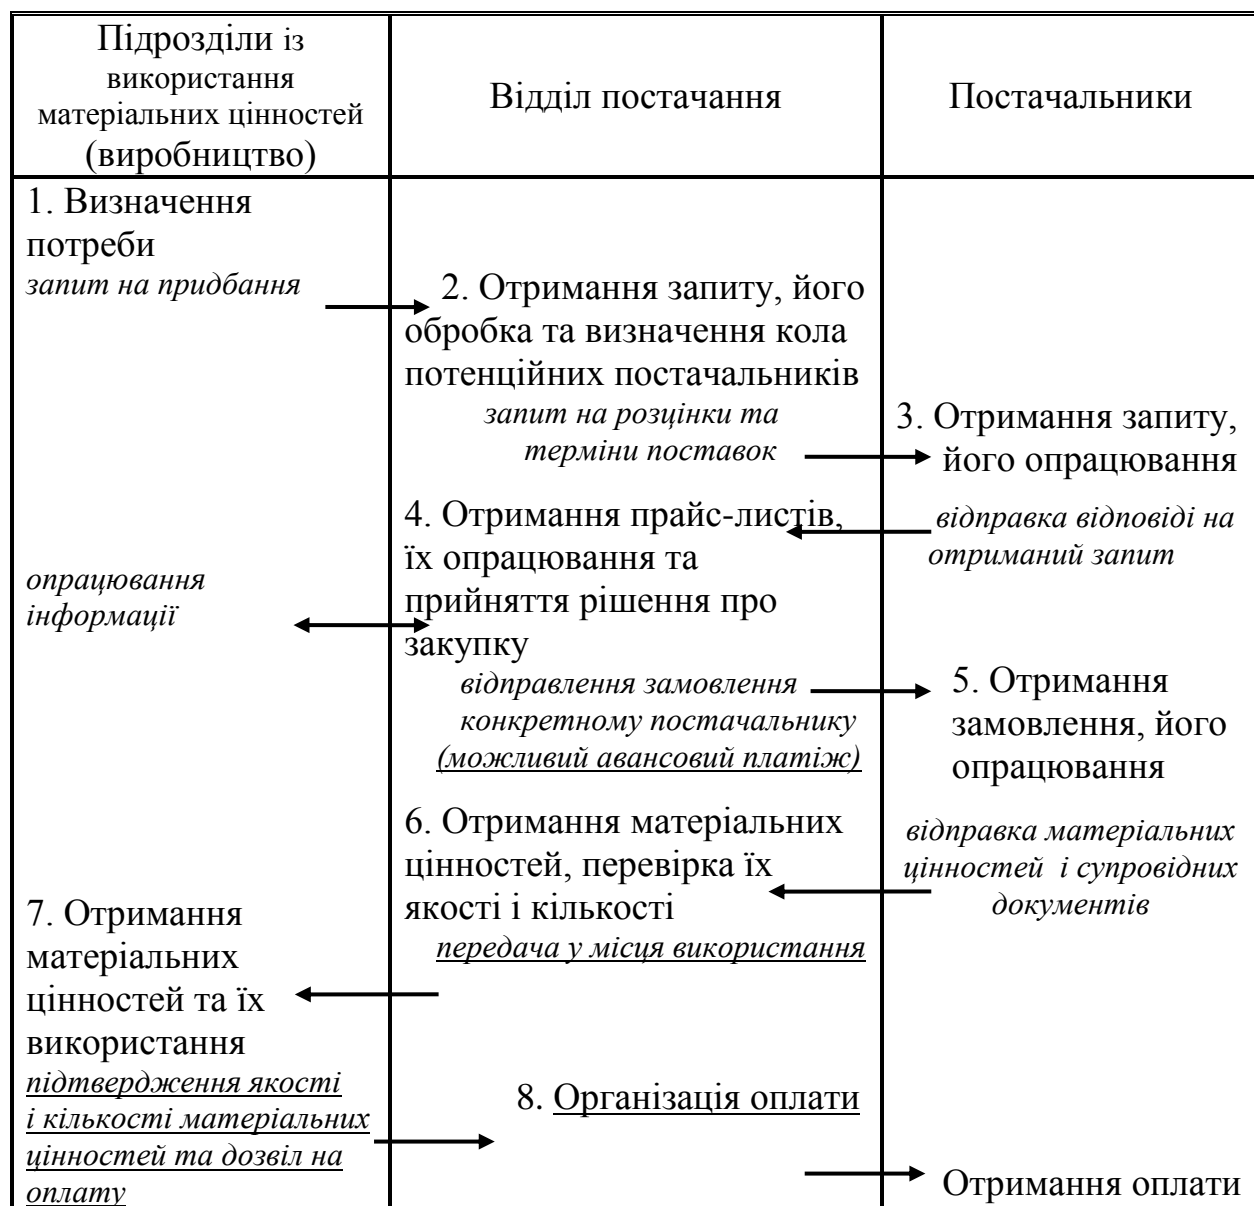 Підрозділи із
використання
матеріальних цінностей
(виробництво)
Відділ постачання
Постачальники
1. Визначення
потреби
запит на придбання
2. Отримання запиту, його
обробка та визначення кола
потенційних постачальників
запит на розцінки та
терміни поставок
3. Отримання запиту,
його опрацювання
4. Отримання прайс-листів,
їх опрацювання та
прийняття рішення про
закупку
відправка відповіді на
отриманий запит
опрацювання
інформації
відправлення замовлення
конкретному постачальнику
(можливий авансовий платіж)
5. Отримання
замовлення, його
опрацювання
6. Отримання матеріальних
цінностей, перевірка їх
якості і кількості
передача у місця використання
відправка матеріальних
цінностей і супровідних
документів
7. Отримання
матеріальних
цінностей та їх
використання
підтвердження якості
і кількості матеріальних
цінностей та дозвіл на
оплату
8. Організація оплати
Отримання оплати